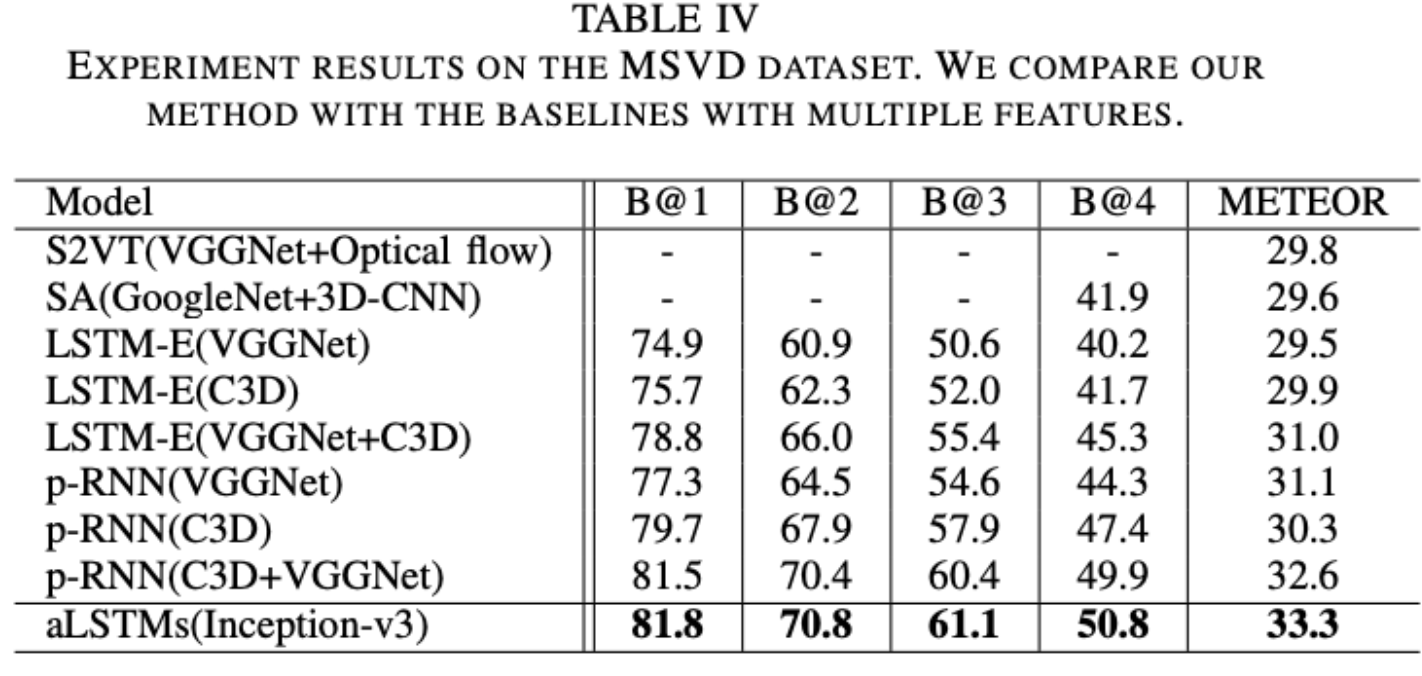 TABLE IV
EXPERIMENT RESULTS ON THE MSVD DATASET. WE COMPARE OUR
METHOD WITH THE BASELINES WITH MULTIPLE FEATURES.
Model B@1 B@2 B@3 B@4 METEOR
S2VT(VGGNet+Optical flow) - - - - 29.8
SA(GoogleNet+3D-CNN) - - - 41.9 29.6
LSTM-E(VGGNet) 74.9 60.9 50.6 40.2 29.5
LSTM-E(C3D) 75.7 62.3 52.0 41.7 29.9
LSTM-E(VGGNet+C3D) 78.8 66.0 55.4 45.3 31.0
p-RNN(VGGNet) 77.3 64.5 54.6 44.3 31.1
p-RNN(C3D) 79.7 67.9 57.9 47.4 30.3
p-RNN(C3D+VGGNet) 81.5 70.4 60.4 49.9 32.6
aLSTMs(Inception-v3) 81.8 70.8 61.1 50.8 33.3